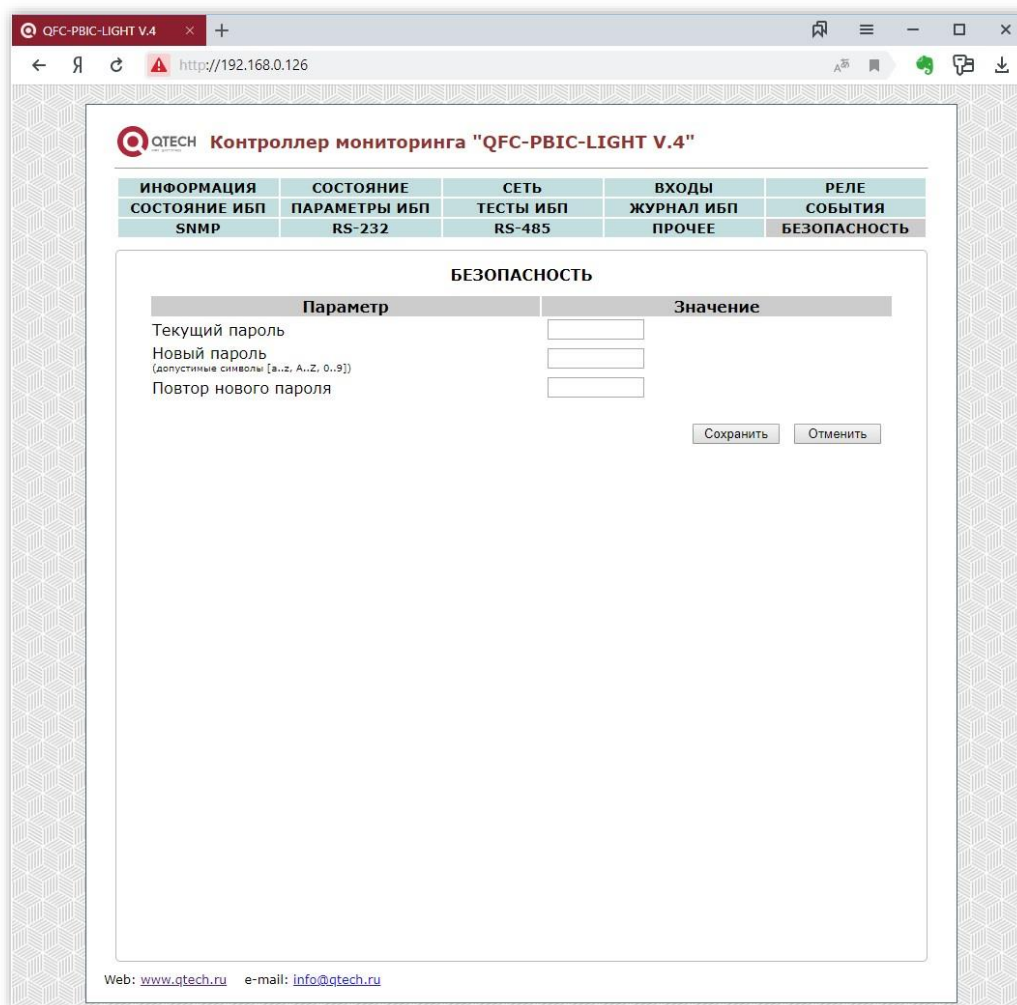 QFC-PBIC-LIGHT V.4
http://192.168.0.126
QTECH Контроллер мониторинга "QFC-PBIC-LIGHT V.4"
ИНФОРМАЦИЯ СОСТОЯНИЕ СЕТЬ ВХОДЫ РЕЛЕ
СОСТОЯНИЕ ИБП ПАРАМЕТРЫ ИБП ТЕСТЫ ИБП ЖУРНАЛ ИБП СОБЫТИЯ
SNMP RS-232 RS-485 ПРОЧЕЕ БЕЗОПАСНОСТЬ
БЕЗОПАСНОСТЬ
Параметр Значение
Текущий пароль
Новый пароль
(допустимые символы [a..z, A..Z, 0..9])
Повтор нового пароля
Сохранить Отменить
Web: www.qtech.ru e-mail: info@qtech.ru